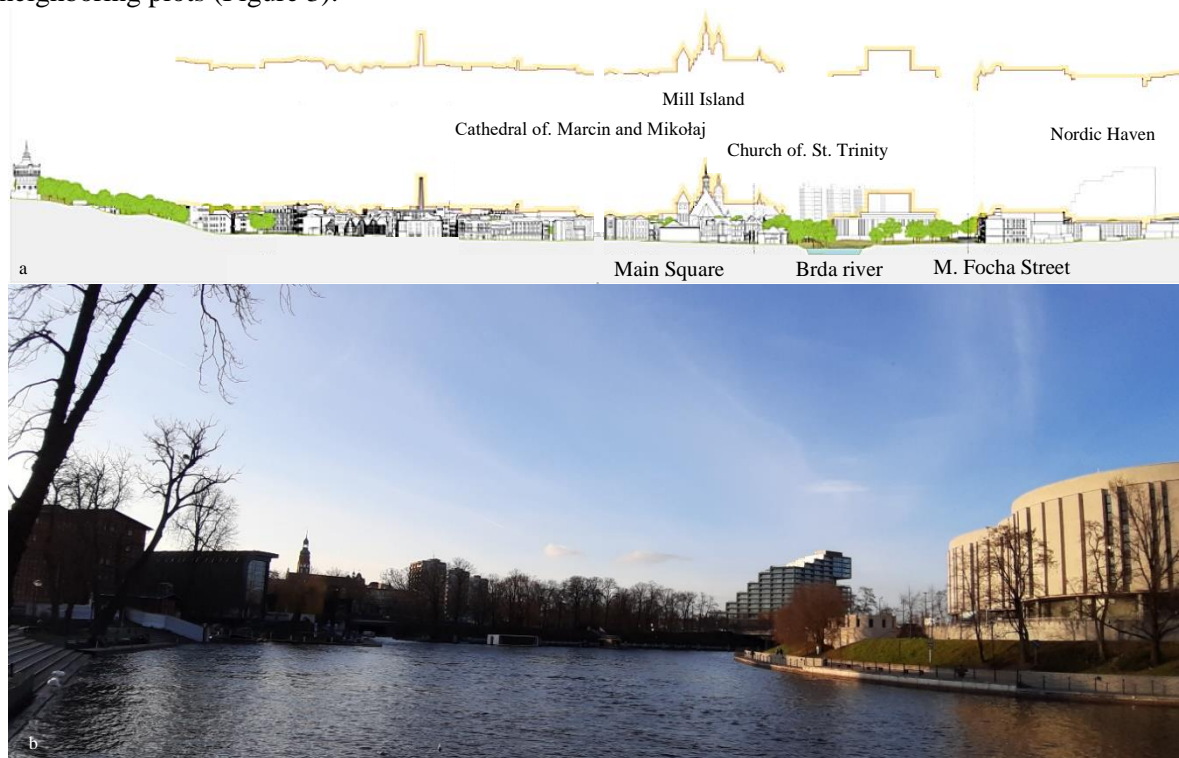 neighboring plots (Figure 3).
Mill Island
Cathedral of. Marcin and Mikołaj
Nordic Haven
Church of. St. Trinity
a
Main Square
Brda river
M. Focha Street
b